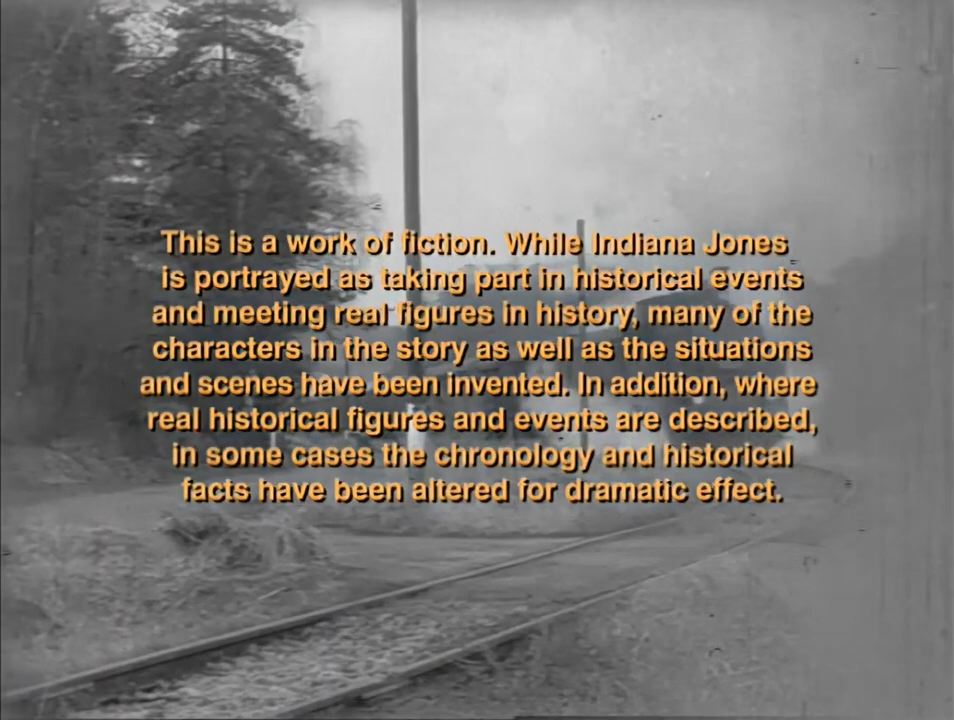 This is a work of fiction. While Indiana Jones
is portrayed as taking part in historical events
and meeting real figures in history, many of the
characters in the story as well as the situations
and scenes have been invented. In addition, where
real historical figures and events are described,
in some cases the chronology and historical
facts have been altered for dramatic effect.